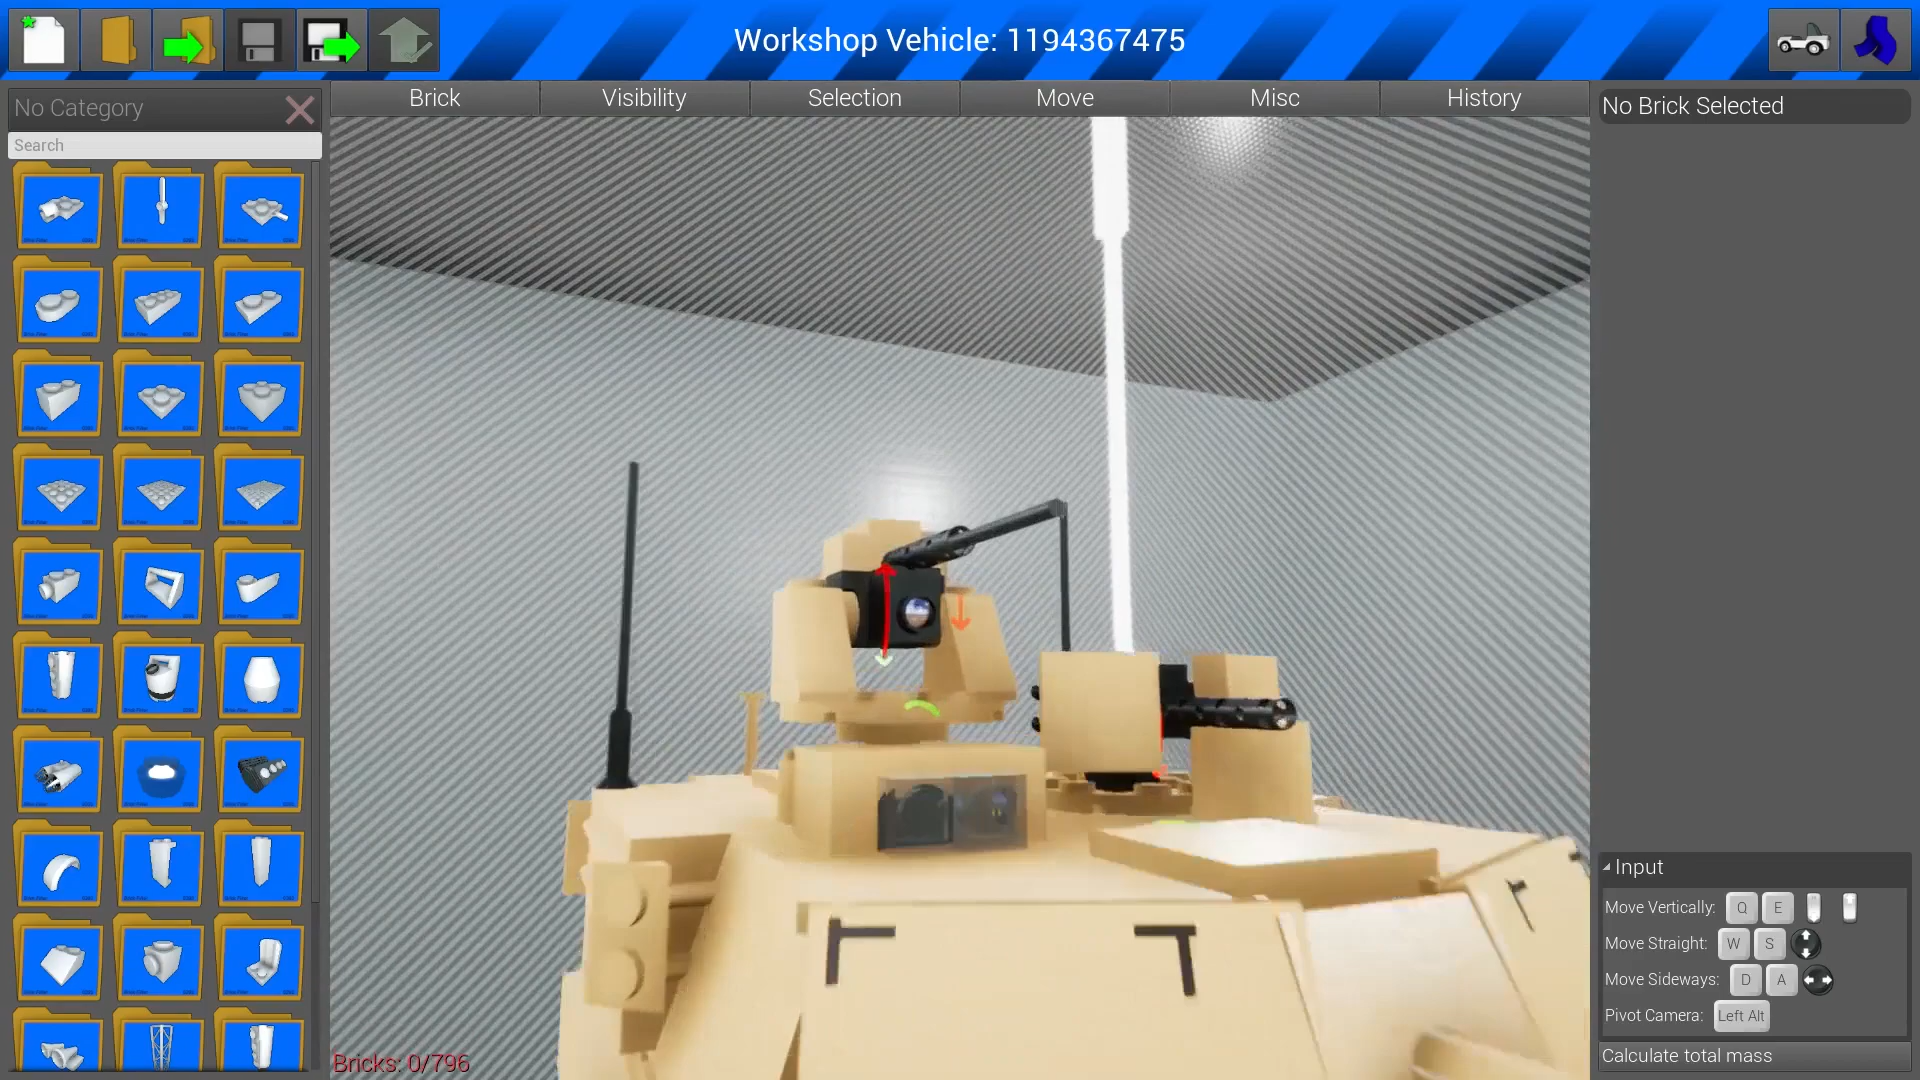 Workshop Vehicle: 1194367475
No Category
Search
Brick
Visibility
Selection
Move
Misc
History
No Brick Selected
Bricks: 0/796
Input
Move Vertically: Q E
Move Straight: W S
Move Sideways: D A
Pivot Camera: Left Alt
Calculate total mass